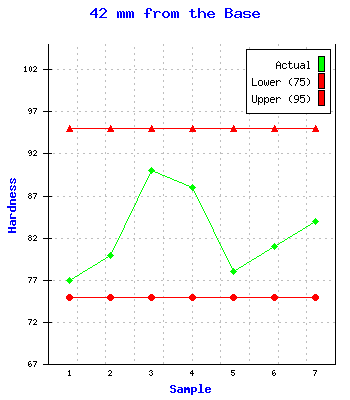 42 mm from the Base
Actual
Lower (75)
Upper (95)
102
97
92
87
82
77
72
67
Hardness
1 2 3 4 5 6 7
Sample